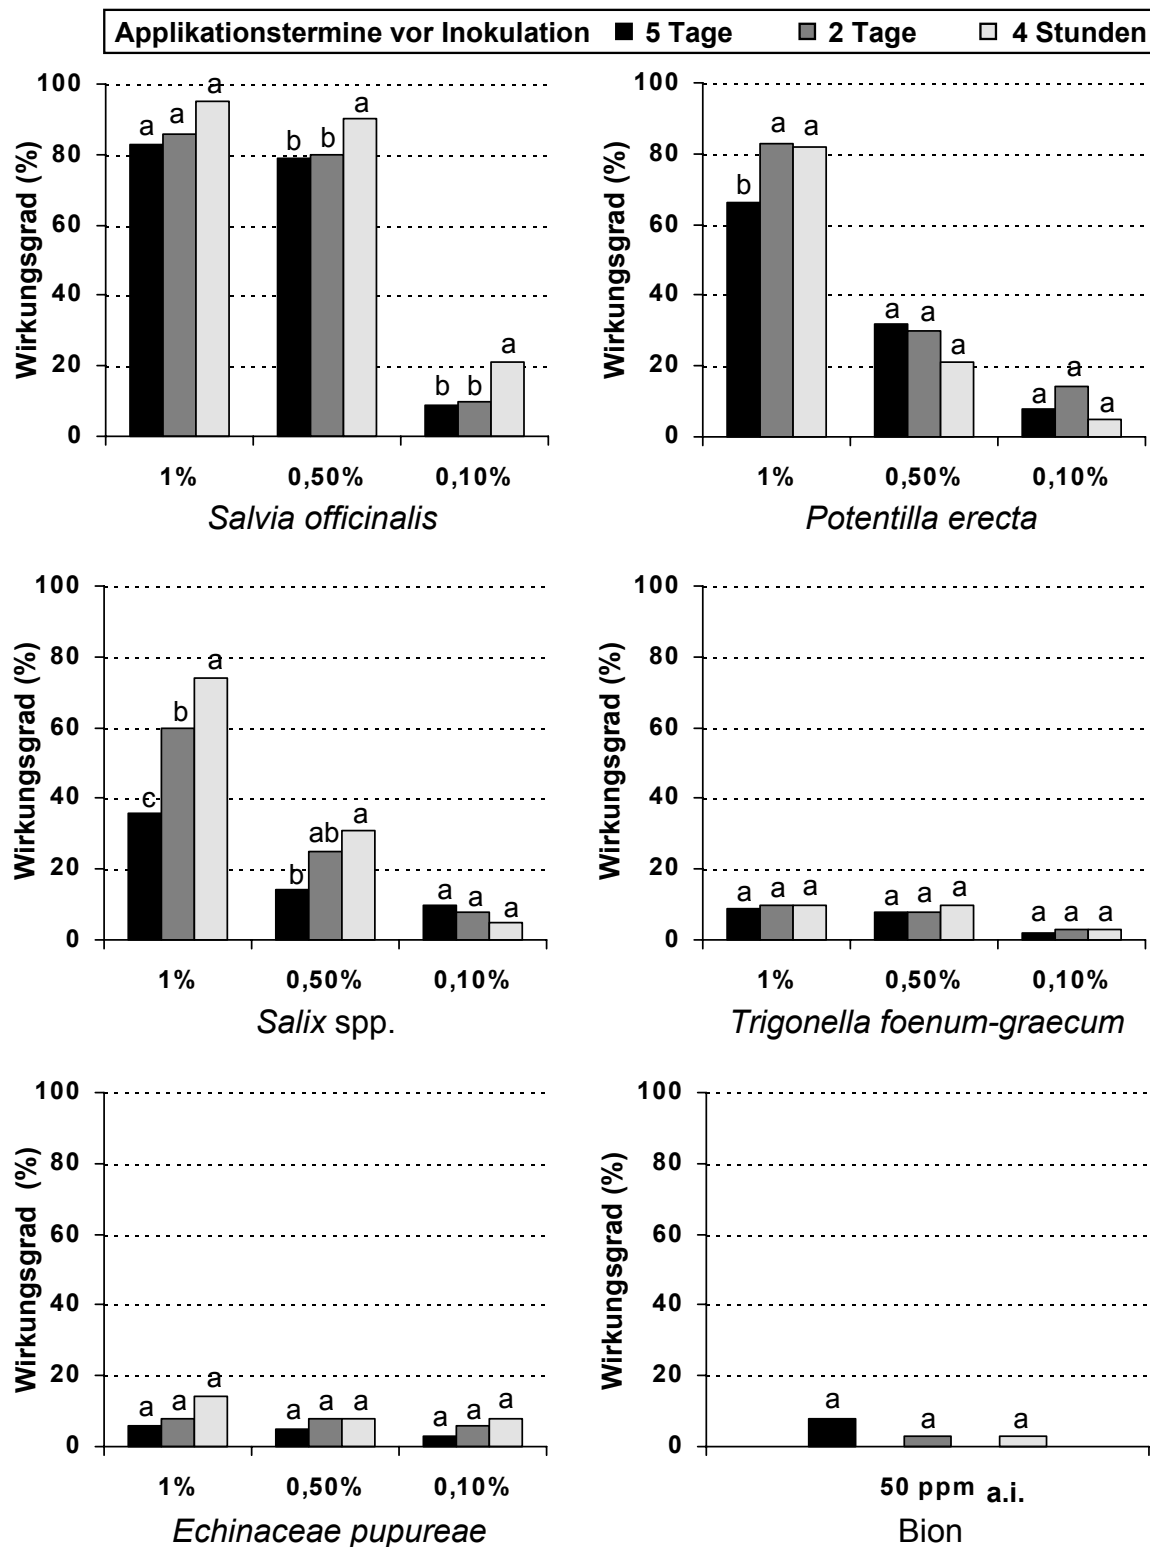 Applikationstermine vor Inokulation 5 Tage 2 Tage 4 Stunden
Wirkungsgrad (%)
100
80
60
40
20
0
a a a
b b a
b b a
1% 0,50% 0,10%
Salvia officinalis
Wirkungsgrad (%)
100
80
60
40
20
0
b a a
a a a
a a a
1% 0,50% 0,10%
Potentilla erecta
Wirkungsgrad (%)
100
80
60
40
20
0
c b a
b ab a
a a a
1% 0,50% 0,10%
Salix spp.
Wirkungsgrad (%)
100
80
60
40
20
0
a a a
a a a
a a a
1% 0,50% 0,10%
Trigonella foenum-graecum
Wirkungsgrad (%)
100
80
60
40
20
0
a a a
a a a
a a a
1% 0,50% 0,10%
Echinaceae pupureae
Wirkungsgrad (%)
100
80
60
40
20
0
a a a
50 ppm a.i.
Bion